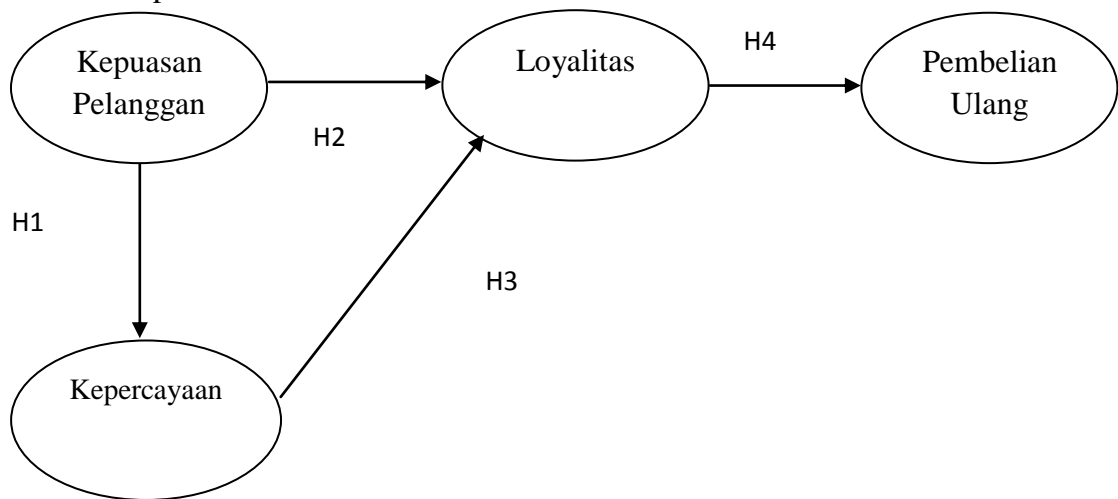 Kepuasan
Pelanggan
H2
Loyalitas
H4
Pembelian
Ulang
H1
H3
Kepercayaan